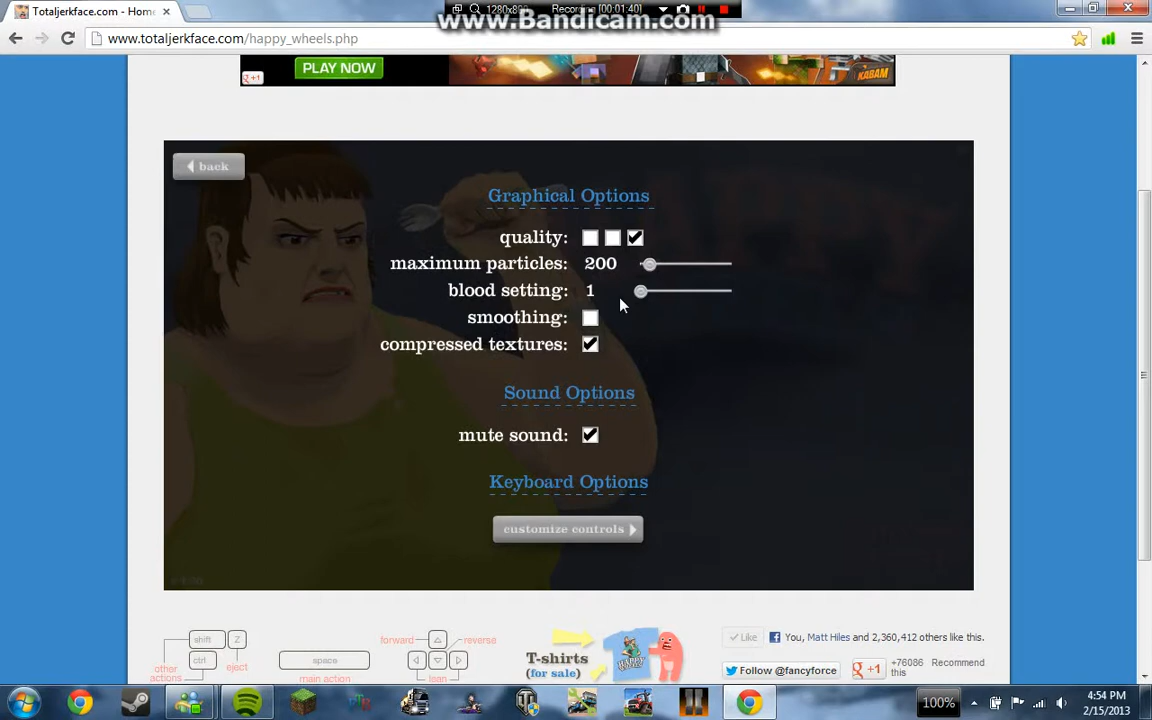 Totaljerkface.com - Home
1280x800
Recording [00:01:40]
www.Bandicam.com
www.totaljerkface.com/happy_wheels.php
g +1
PLAY NOW
KABAM
back
Graphical Options
quality:
maximum particles: 200
blood setting: 1
smoothing:
compressed textures:
Sound Options
mute sound:
Keyboard Options
customize controls
shift
Z
ctrl
eject
other
actions
space
main action
forward
reverse
lean
T-shirts
(for sale)
Like
You, Matt Hiles and 2,360,412 others like this.
Follow @fancyforce
g +1
+76086 Recommend
this
100%
4:54 PM
2/15/2013